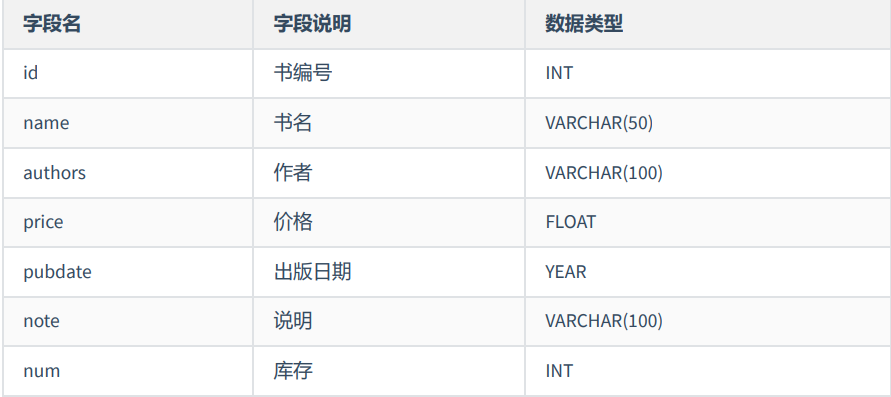 字段名 字段说明 数据类型
id 书编号 INT
name 书名 VARCHAR(50)
authors 作者 VARCHAR(100)
price 价格 FLOAT
pubdate 出版日期 YEAR
note 说明 VARCHAR(100)
num 库存 INT